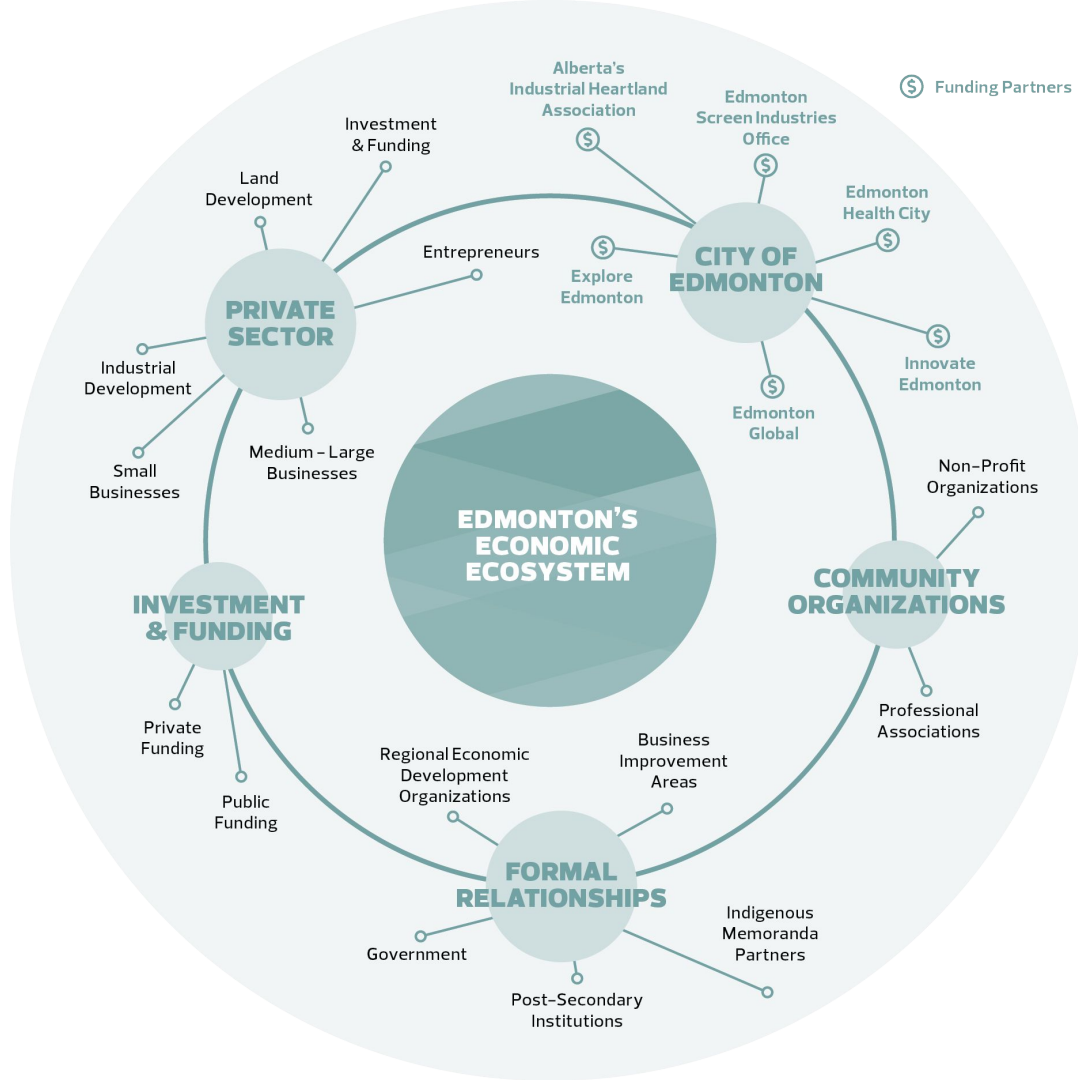 Alberta's
Industrial Heartland
Association
Edmonton
Screen Industries
Office
Funding Partners
Investment
& Funding
Land
Development
Edmonton
Health City
Entrepreneurs
CITY OF
EDMONTON
Explore
Edmonton
PRIVATE
SECTOR
Industrial
Development
Innovate
Edmonton
Edmonton
Global
Small
Businesses
Medium – Large
Businesses
Non-Profit
Organizations
EDMONTON'S
ECONOMIC
ECOSYSTEM
COMMUNITY
ORGANIZATIONS
INVESTMENT
& FUNDING
Professional
Associations
Private
Funding
Public
Funding
Regional Economic
Development
Organizations
Business
Improvement
Areas
FORMAL
RELATIONSHIPS
Government
Indigenous
Memoranda
Partners
Post-Secondary
Institutions